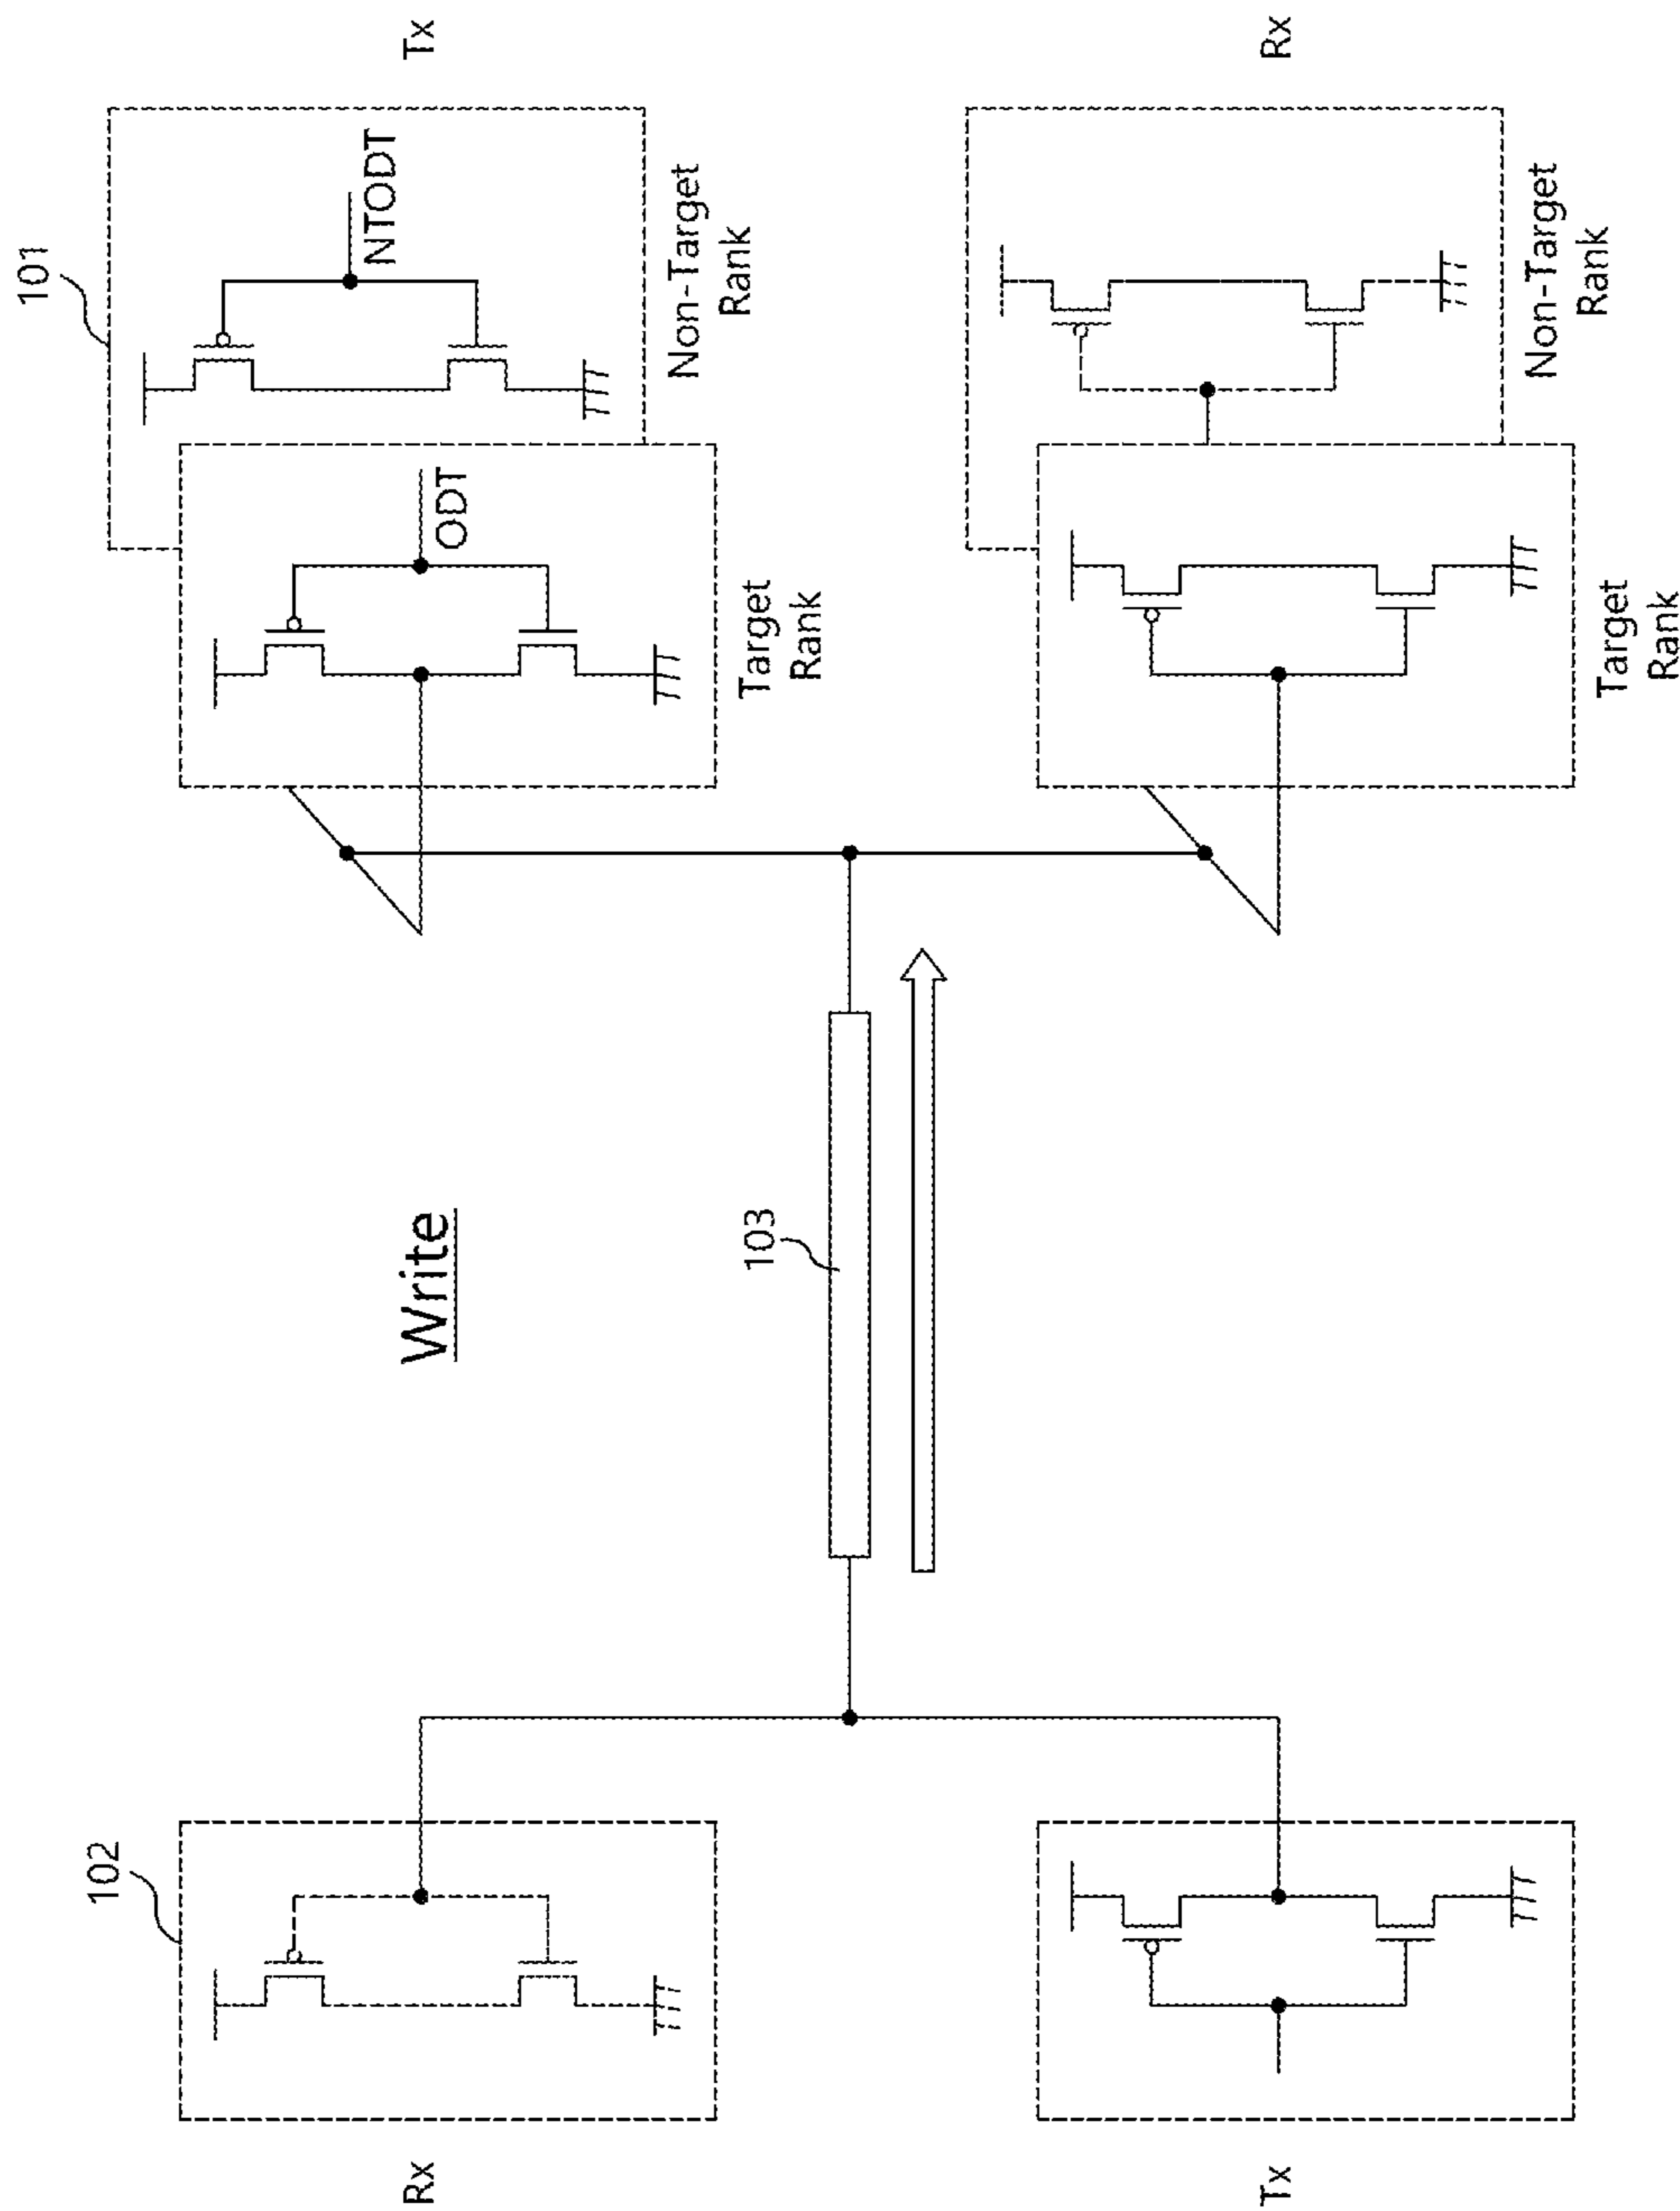 101
Tx
NTODT
Non-Target
Rank
ODT
Target
Rank
Rx
Non-Target
Rank
Target
Rank
Write
103
102
Rx
Tx